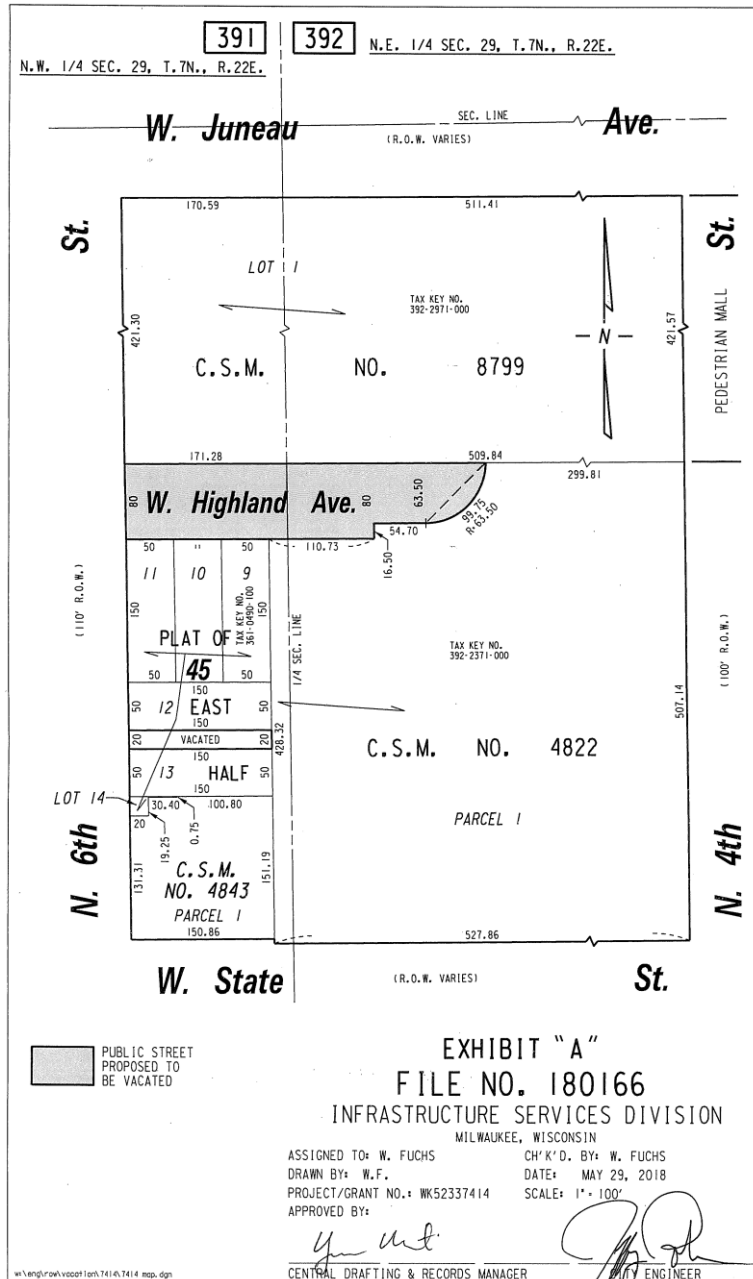 391 392 N.E. 1/4 SEC. 29, T.7N., R.22E.
N.W. 1/4 SEC. 29, T.7N., R.22E.
SEC. LINE
W. Juneau Ave.
(R.O.W. VARIES)
170.59 511.41
St. St.
LOT 1
TAX KEY NO.
392-2971-000
421.30
421.57
N
PEDESTRIAN MALL
C.S.M. NO. 8799
171.28 509.84
299.81
80 W. Highland Ave. 80 63.50
99.75
R=63.50
54.70
50 " 50 110.73
16.50
11 10 9
(110' R.O.W.)
150 150
TAX KEY NO.
361-0490-100
1/4 SEC. LINE
PLAT OF
TAX KEY NO.
392-2371-000
(100' R.O.W.)
50 45 50
150
50 12 EAST 50
150
507.14
20 VACATED 20
428.32
150
C.S.M. NO. 4822
50 13 HALF 50
150
LOT 14
30.40 100.80
20
19.25
0.75
PARCEL 1
N. 6th
N. 4th
131.31
151.19
C.S.M.
NO. 4843
PARCEL 1
150.86 527.86
W. State St.
(R.O.W. VARIES)
PUBLIC STREET
PROPOSED TO
BE VACATED
EXHIBIT "A"
FILE NO. 180166
INFRASTRUCTURE SERVICES DIVISION
MILWAUKEE, WISCONSIN
ASSIGNED TO: W. FUCHS CH'K'D. BY: W. FUCHS
DRAWN BY: W.F. DATE: MAY 29, 2018
PROJECT/GRANT NO.: WK52337414 SCALE: 1"= 100'
APPROVED BY:
CENTRAL DRAFTING & RECORDS MANAGER CITY ENGINEER
w:\eng\row\vacation\7414\7414 map.dgn